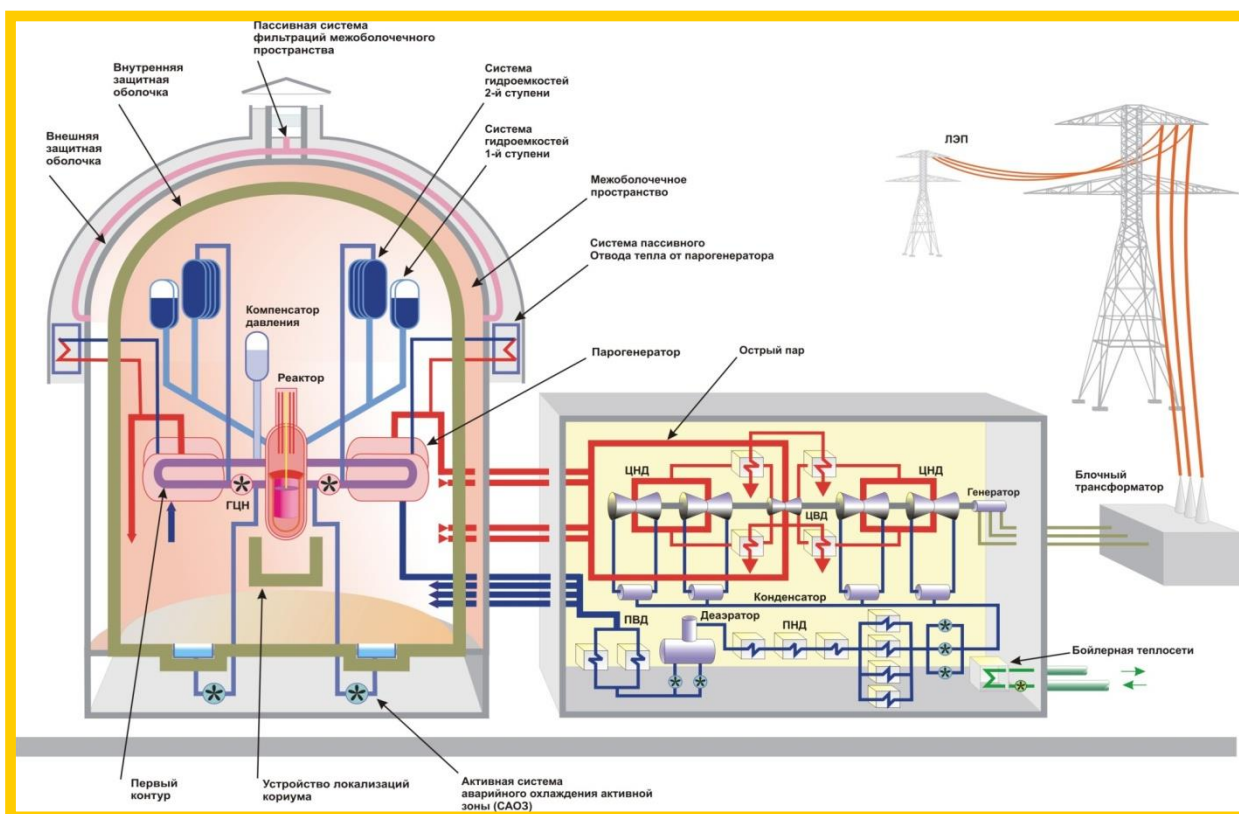 Пассивная система
фильтраций межоболочечного
пространства
Внутренняя
защитная
оболочка
Система
гидроемкостей
2-й ступени
Внешняя
защитная
оболочка
Система
гидроемкостей
1-й ступени
ЛЭП
Межоболочечное
пространство
Система пассивного
Отвода тепла от парогенератора
Компенсатор
давления
Реактор
Парогенератор
Острый пар
ГЦН
ЦНД
ЦВД
ЦНД
Генератор
Блочный
трансформатор
Конденсатор
ПВД
Деаэратор
ПНД
Бойлерная теплосети
Первый
контур
Устройство локализаций
кориума
Активная система
аварийного охлаждения активной
зоны (САОЗ)